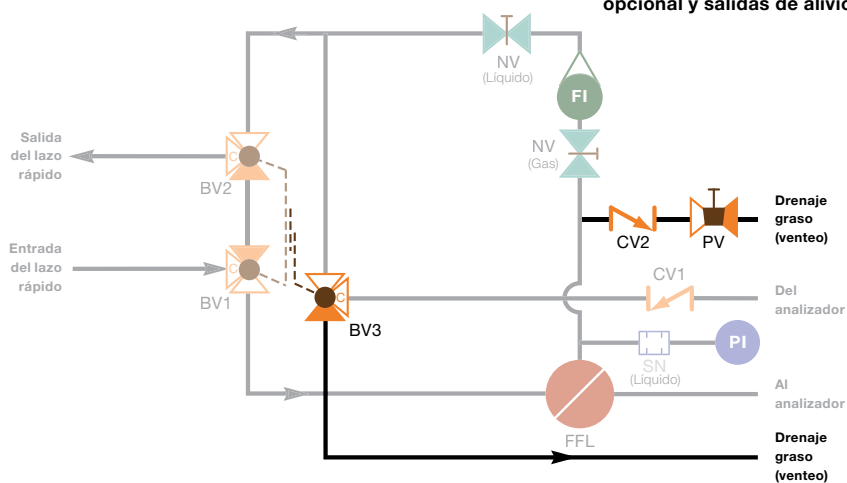 opcional y salidas de alivio
NV
(Líquido)
FI
NV
(Gas)
Salida
del lazo
rápido
C
BV2
Drenaje
graso
(venteo)
CV2
PV
Entrada
del lazo
rápido
C
BV1
CV1
C
BV3
Del
analizador
PI
SN
(Líquido)
Al
analizador
FFL
Drenaje
graso
(venteo)